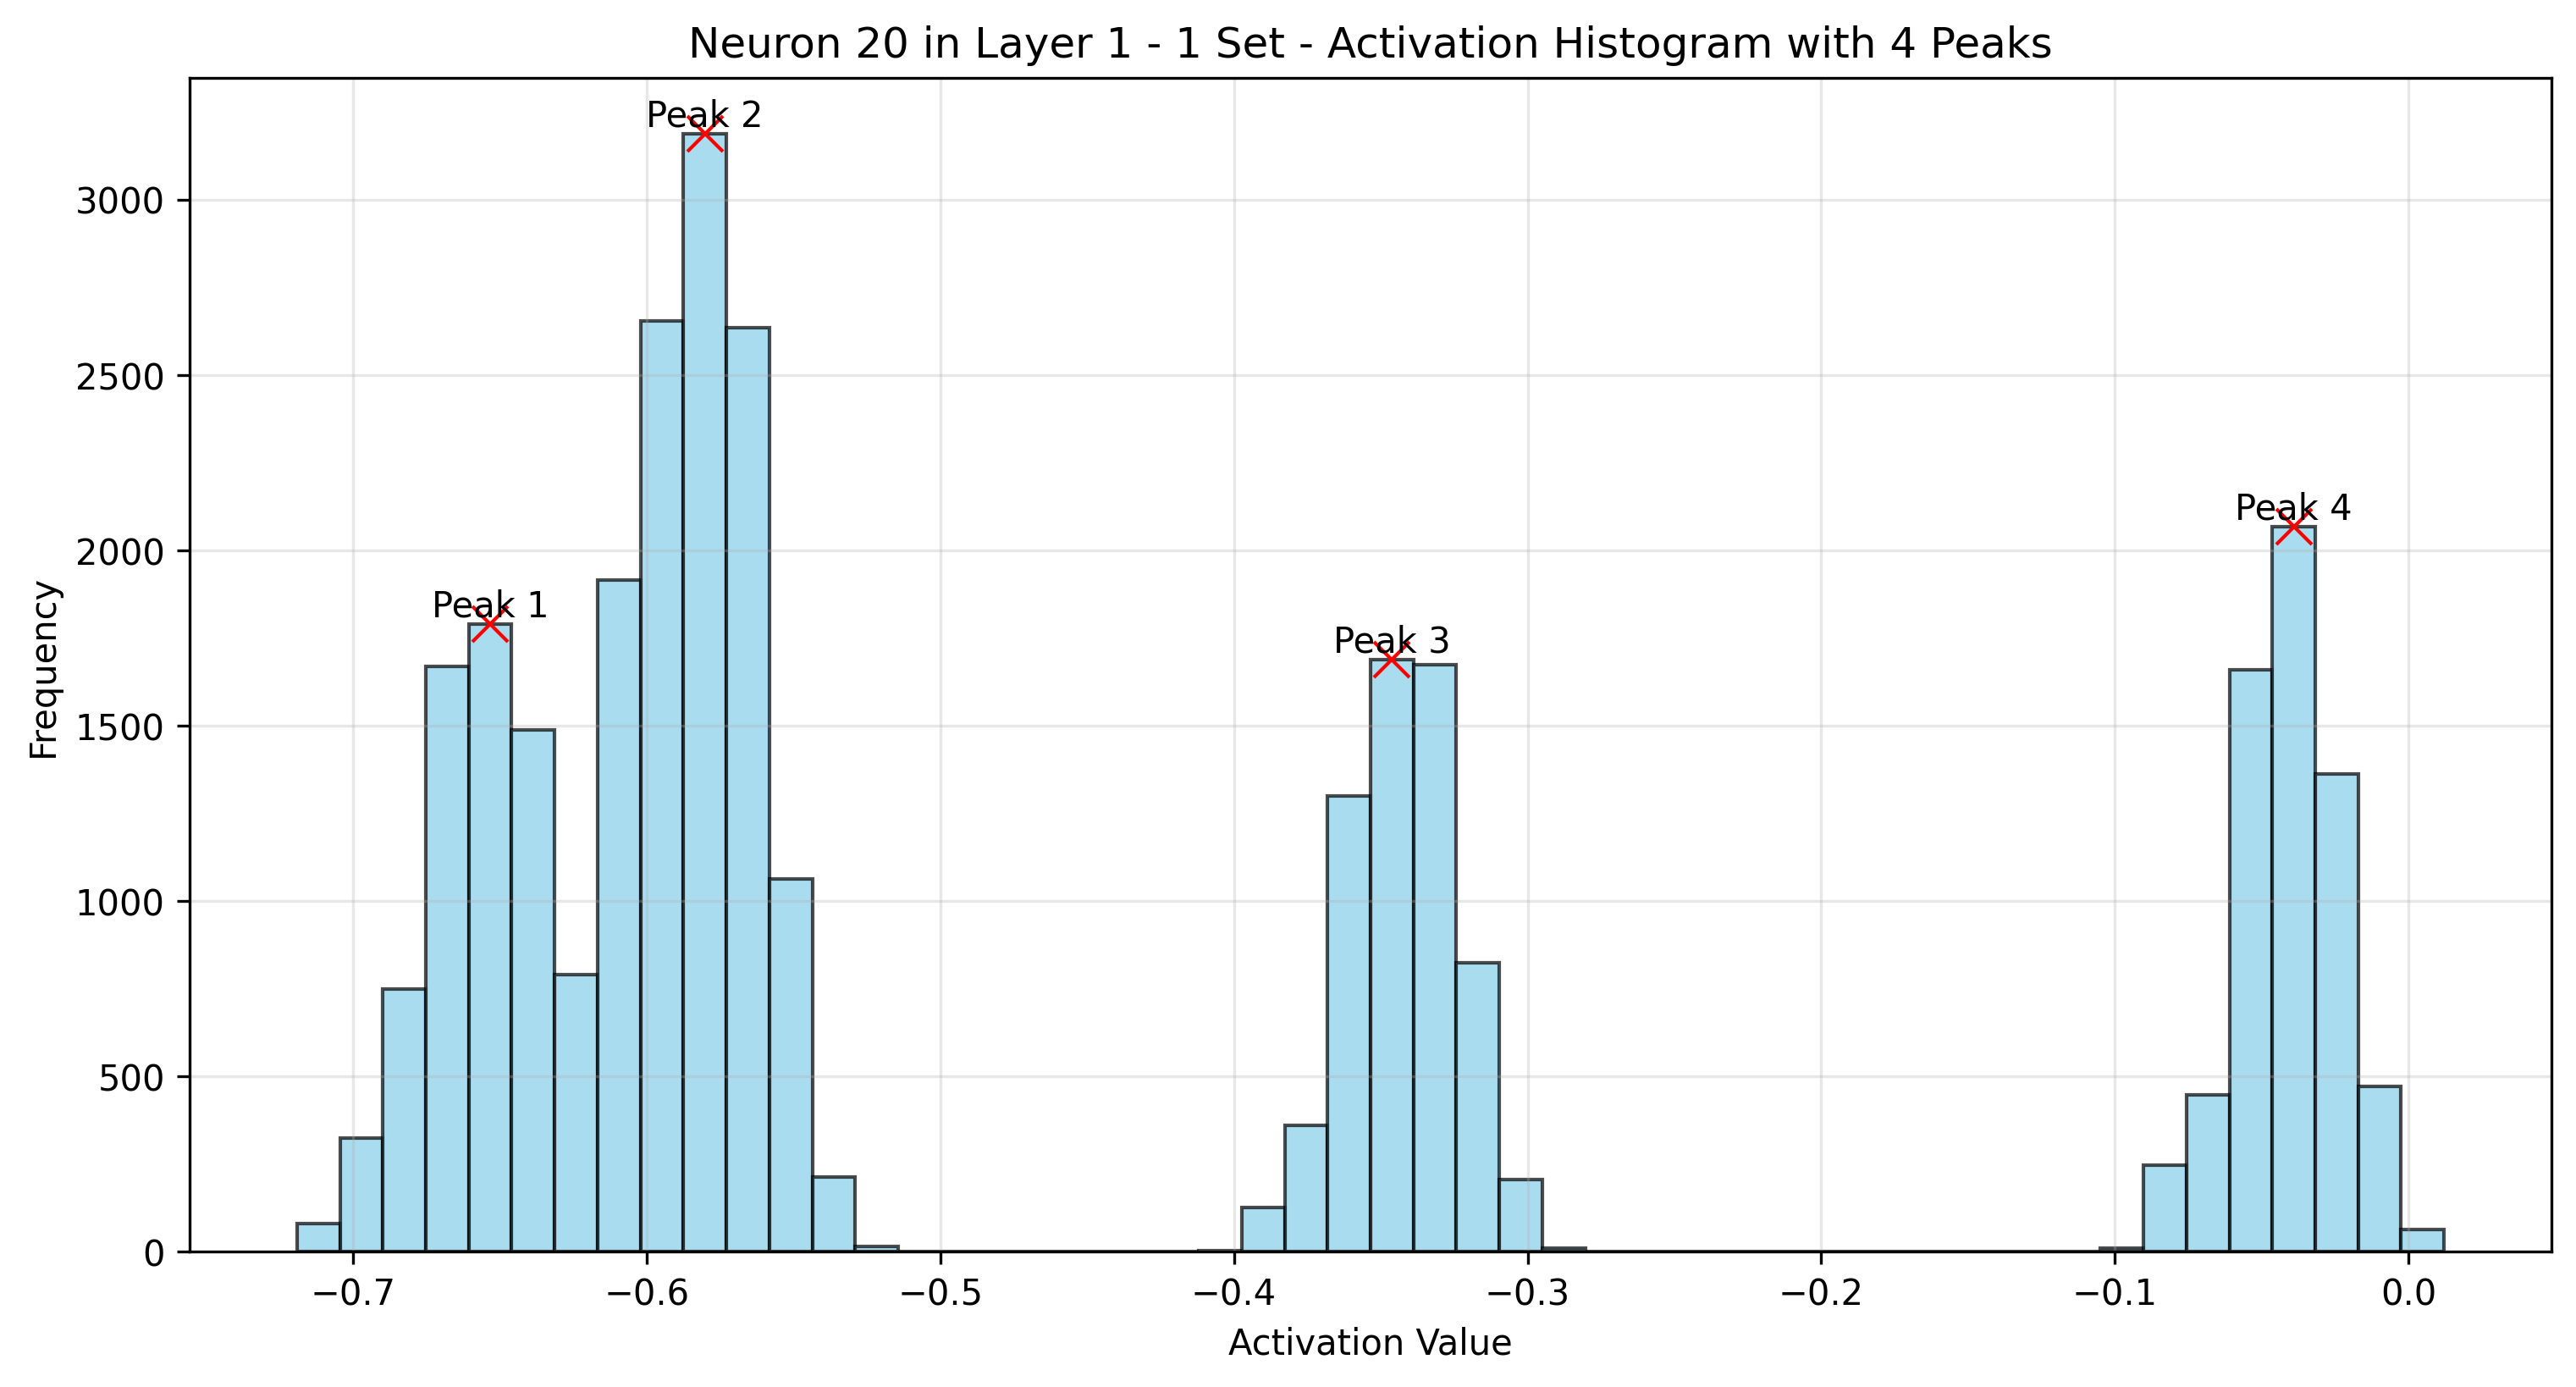 Neuron 20 in Layer 1 - 1 Set - Activation Histogram with 4 Peaks
Peak 2
Peak 4
Peak 1
Peak 3
Frequency
3000
2500
2000
1500
1000
500
0
−0.7 −0.6 −0.5 −0.4 −0.3 −0.2 −0.1 0.0
Activation Value